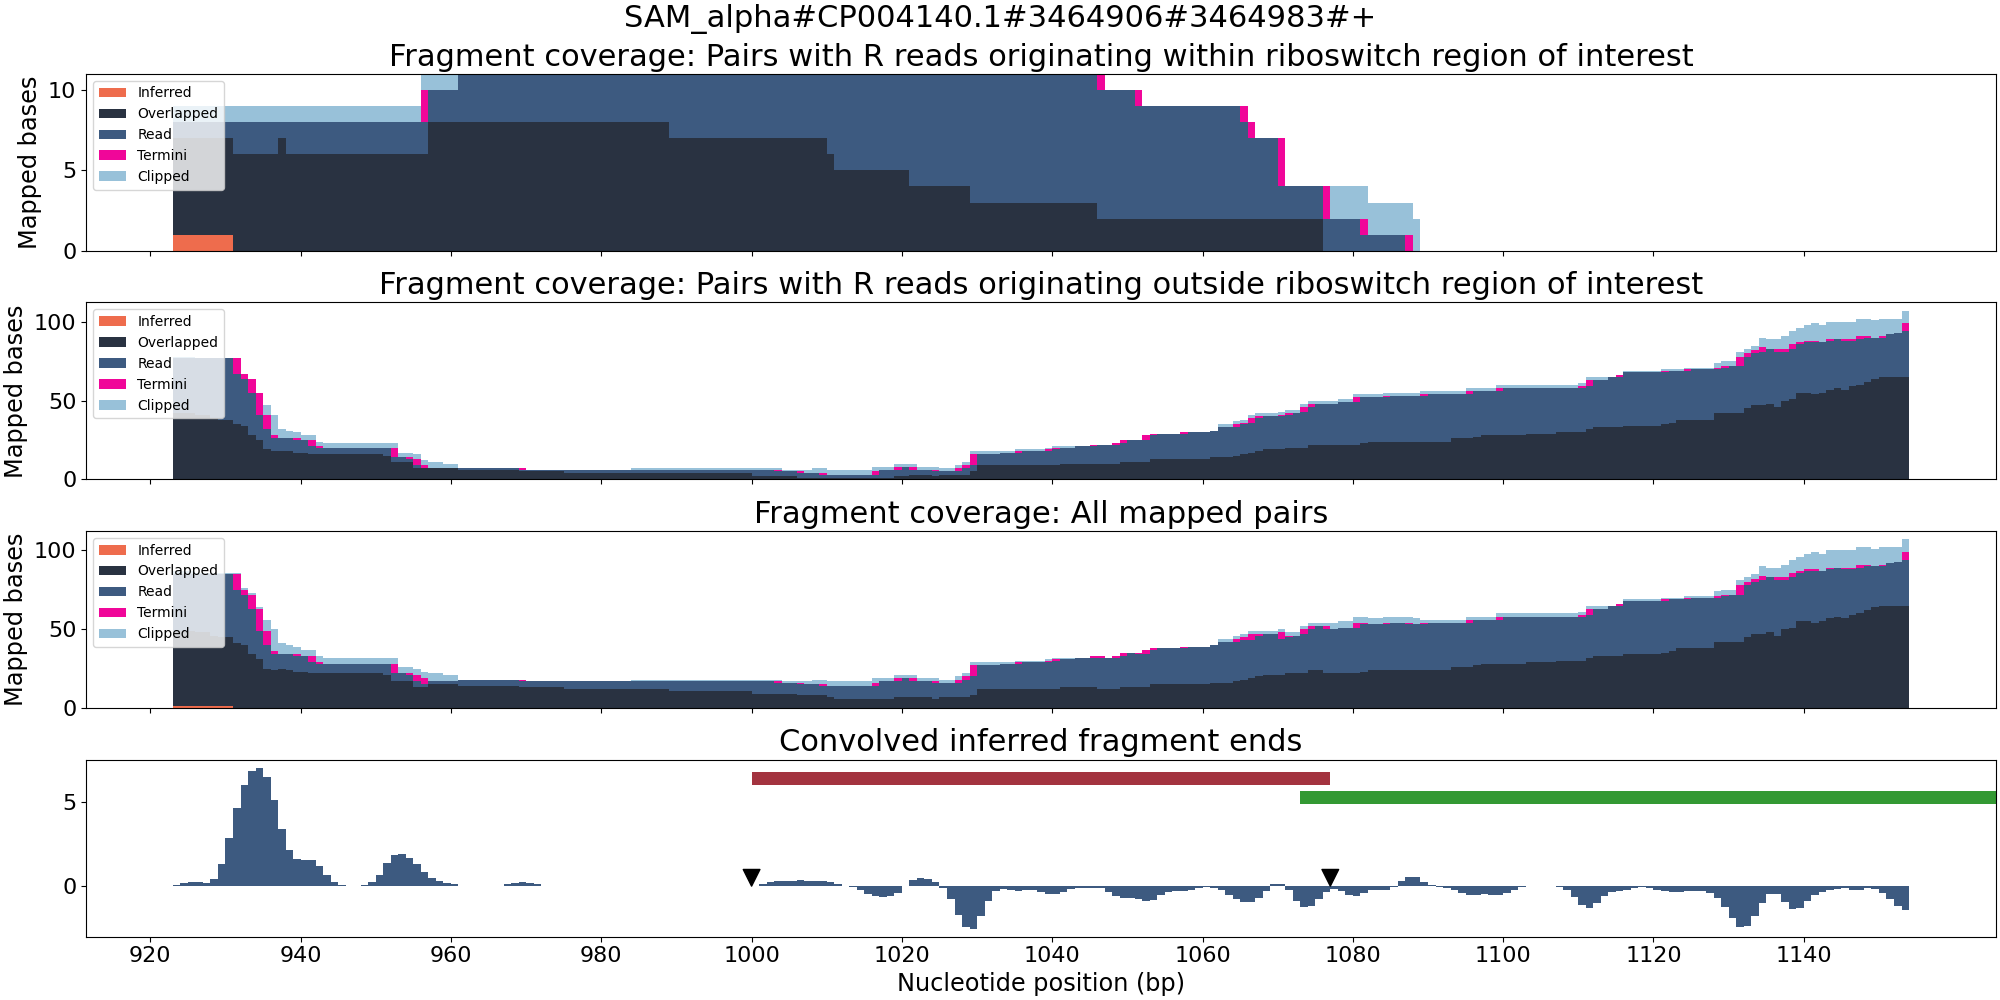 SAM_alpha#CP004140.1#3464906#3464983#+
Fragment coverage: Pairs with R reads originating within riboswitch region of interest
Mapped bases
10
5
0
Inferred
Overlapped
Read
Termini
Clipped
Fragment coverage: Pairs with R reads originating outside riboswitch region of interest
Mapped bases
100
50
0
Inferred
Overlapped
Read
Termini
Clipped
Fragment coverage: All mapped pairs
Mapped bases
100
50
0
Inferred
Overlapped
Read
Termini
Clipped
Convolved inferred fragment ends
5
0
920 940 960 980 1000 1020 1040 1060 1080 1100 1120 1140
Nucleotide position (bp)